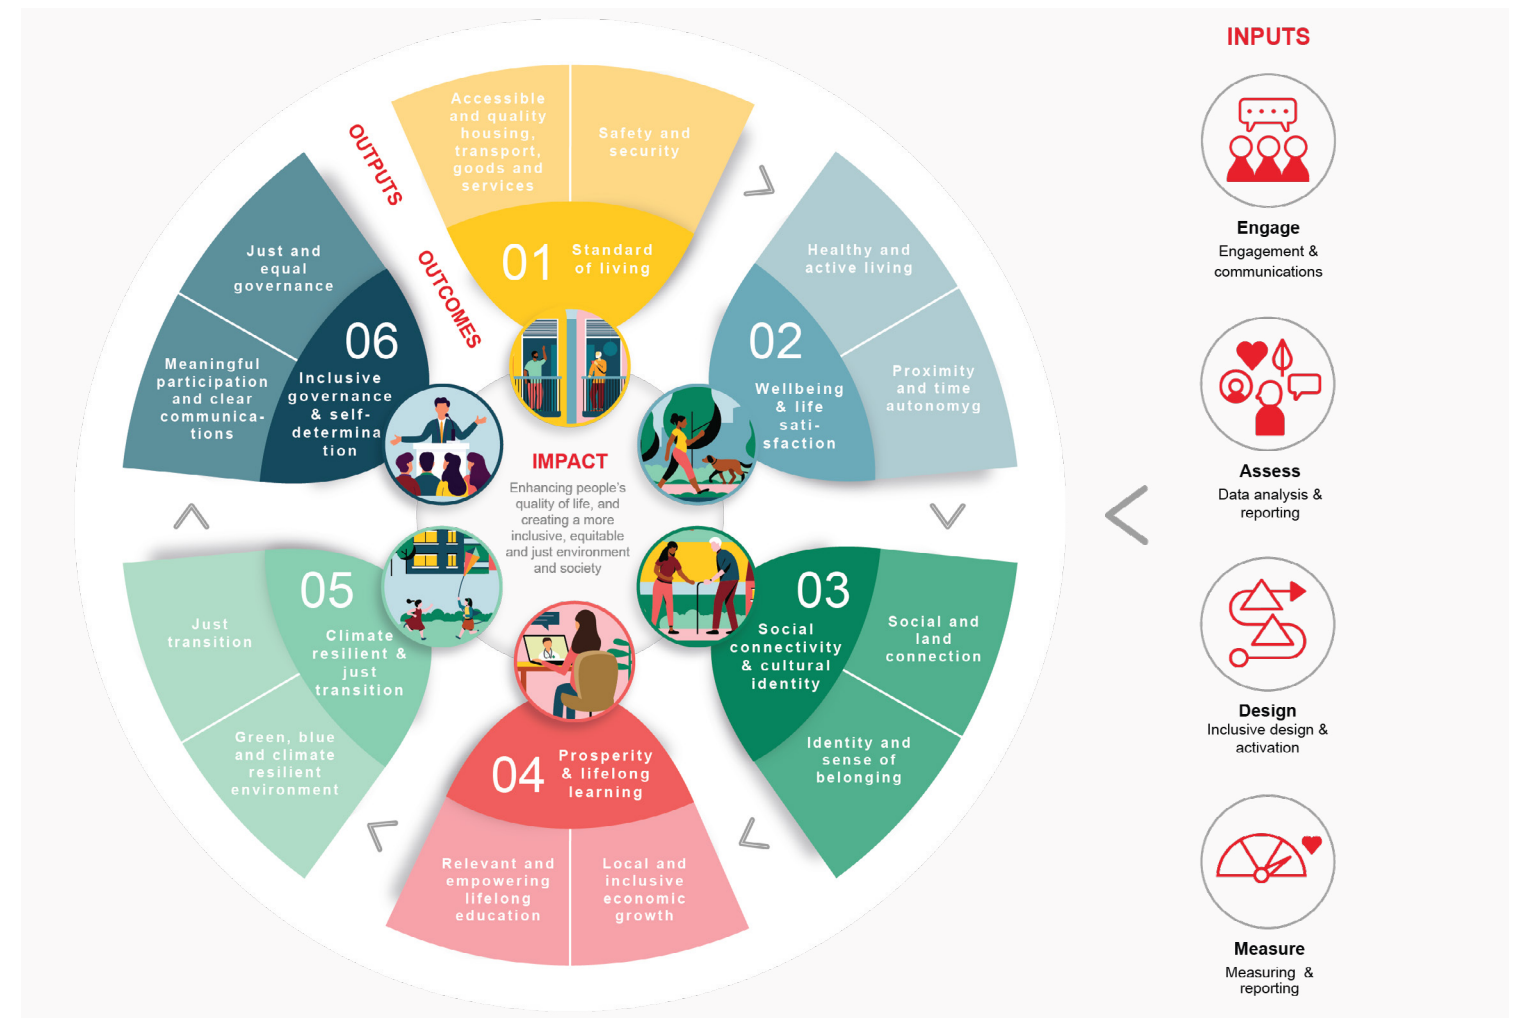 OUTPUTS
OUTCOMES
Accessible
and quality
housing,
transport,
goods and
services
Safety and
security
01
Standard
of living
Healthy and
active living
Proximity
and time
autonomyg
02
Wellbeing
& life
sati-
sfaction
03
Social
connectivity
& cultural
identity
Social and
land
connection
Identity and
sense of
belonging
04
Prosperity
& lifelong
learning
Local and
inclusive
economic
growth
Relevant and
empowering
lifelong
education
05
Climate
resilient &
just
transition
Green, blue
and climate
resilient
environment
Just
transition
06
Inclusive
governance
& self-
determina
tion
Meaningful
participation
and clear
communica-
tions
Just and
equal
governance
IMPACT
Enhancing people's
quality of life, and
creating a more
inclusive, equitable
and just environment
and society
INPUTS
Engage
Engagement &
communications
Assess
Data analysis &
reporting
Design
Inclusive design &
activation
Measure
Measuring &
reporting